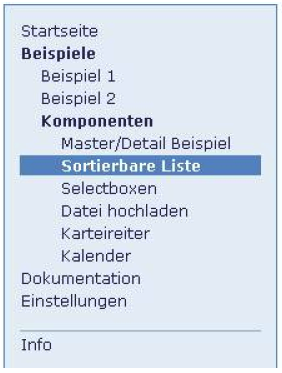 Startseite
Beispiele
Beispiel 1
Beispiel 2
Komponenten
Master/Detail Beispiel
Sortierbare Liste
Selectboxen
Datei hochladen
Karteireiter
Kalender
Dokumentation
Einstellungen
Info